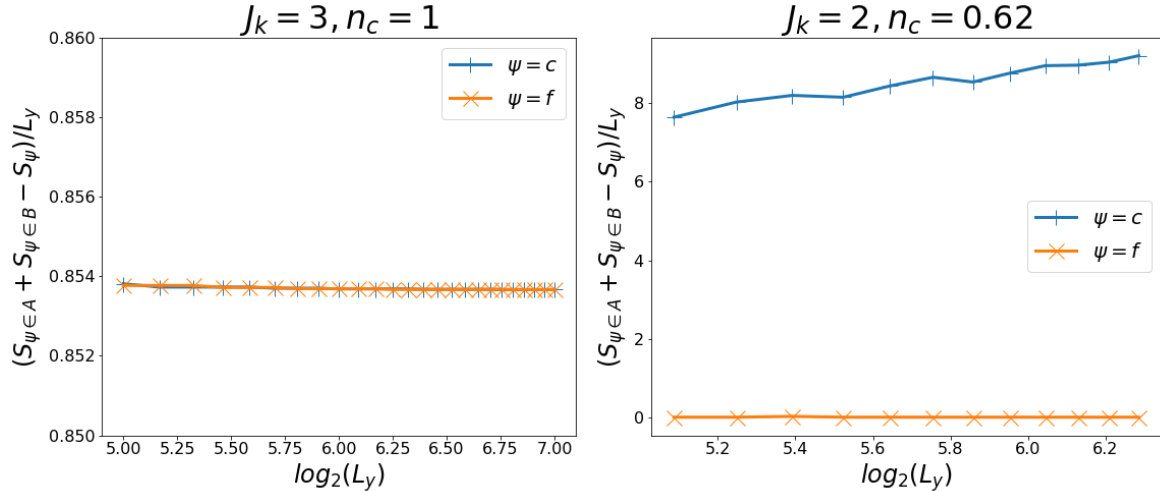 J_k = 3, n_c = 1
(S_{ψ∈A} + S_{ψ∈B} − S_ψ)/L_y
0.860
0.858
0.856
0.854
0.852
0.850
ψ = c
ψ = f
5.00 5.25 5.50 5.75 6.00 6.25 6.50 6.75 7.00
log_2(L_y)
J_k = 2, n_c = 0.62
(S_{ψ∈A} + S_{ψ∈B} − S_ψ)/L_y
8
6
4
2
0
ψ = c
ψ = f
5.2 5.4 5.6 5.8 6.0 6.2
log_2(L_y)